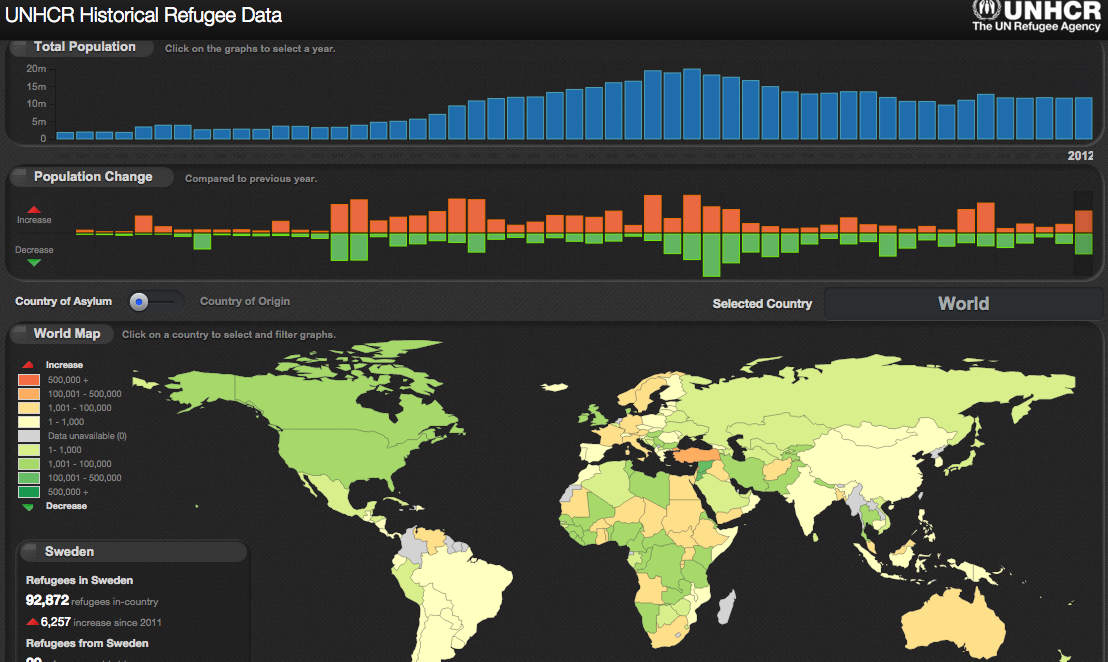 UNHCR Historical Refugee Data
UNHCR
The UN Refugee Agency
Total Population
Click on the graphs to select a year.
20m
15m
10m
5m
0
2012
Population Change
Compared to previous year.
Increase
Decrease
Country of Asylum
Country of Origin
Selected Country
World
World Map
Click on a country to select and filter graphs.
Increase
500,000 +
100,001 - 500,000
1,001 - 100,000
1 - 1,000
Data unavailable (0)
1- 1,000
1,001 - 100,000
100,001 - 500,000
500,000 +
Decrease
Sweden
Refugees in Sweden
92,872 refugees in-country
6,257 increase since 2011
Refugees from Sweden